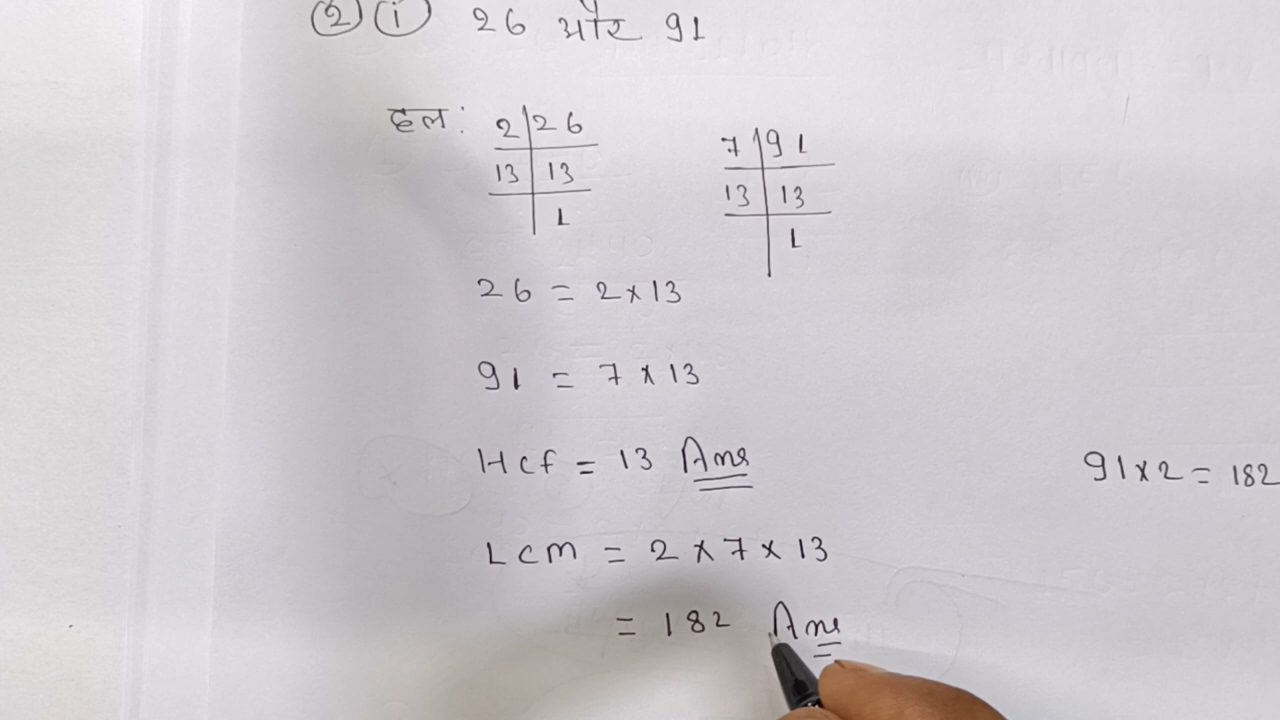 ② ⓘ 26 और 91
हल: 2 | 26
13 | 13
1
7 | 91
13 | 13
1
26 = 2 × 13
91 = 7 × 13
Hcf = 13 Ans
91 × 2 = 182
Lcm = 2 × 7 × 13
= 182 Ans